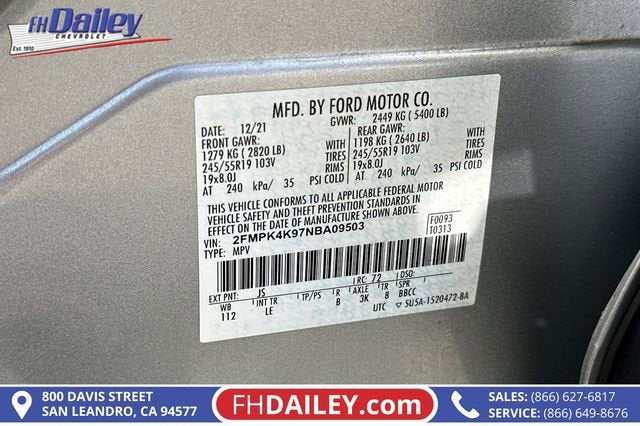 FHDailey
CHEVROLET
Est. 1910
MFD. BY FORD MOTOR CO.
DATE: 12/21 GVWR: 2449 KG ( 5400 LB)
FRONT GAWR: REAR GAWR:
1279 KG ( 2820 LB) WITH 1198 KG ( 2640 LB) WITH
245/55R19 103V TIRES 245/55R19 103V TIRES
19x8.0J RIMS 19x8.0J RIMS
AT 240 kPa/ 35 PSI COLD AT 240 kPa/ 35 PSI COLD
THIS VEHICLE CONFORMS TO ALL APPLICABLE FEDERAL MOTOR
VEHICLE SAFETY AND THEFT PREVENTION STANDARDS IN EFFECT
ON THE DATE OF MANUFACTURE SHOWN ABOVE.
VIN: 2FMPK4K97NBA09503 F0093
TYPE: MPV T0313
EXT PNT: JS RC: 72 DSO:
WB INT TR TP/PS R AXLE TR SPR
112 LE B 3K 8 BBCC
UTC 5U5A-1520472-BA
800 DAVIS STREET
SAN LEANDRO, CA 94577
FHDAILEY.com
SALES: (866) 627-6817
SERVICE: (866) 649-8676